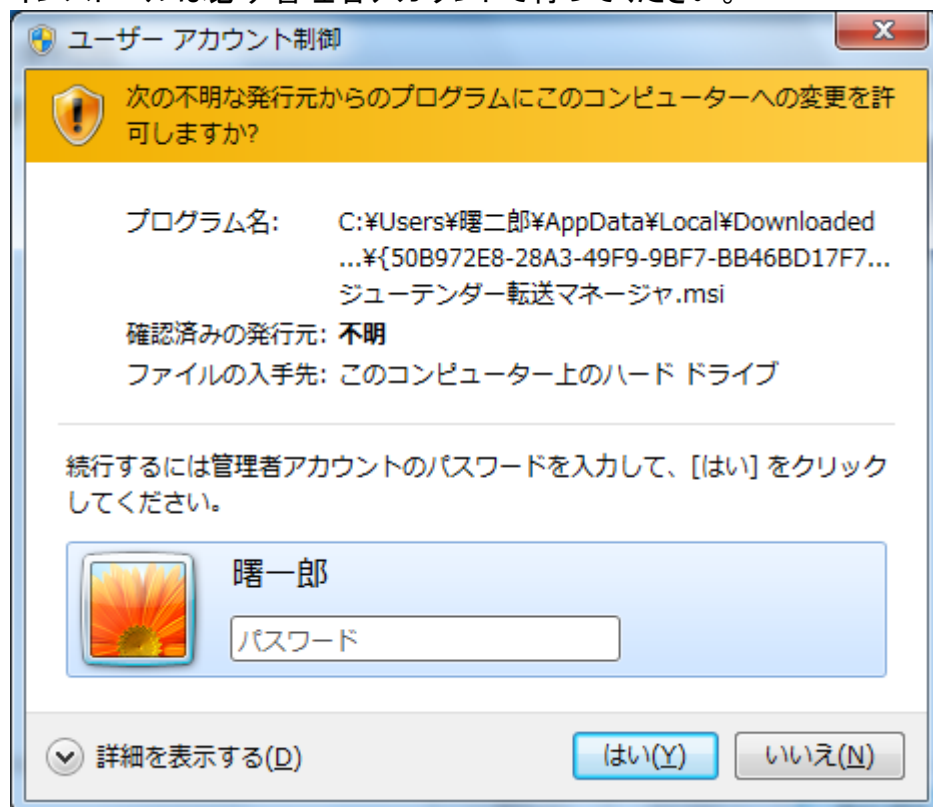 ユーザー アカウント制御
次の不明な発行元からのプログラムにこのコンピューターへの変更を許
可しますか?
プログラム名: C:¥Users¥曙二郎¥AppData¥Local¥Downloaded
...¥{50B972E8-28A3-49F9-9BF7-BB46BD17F7...
ジューテンダー転送マネージャ.msi
確認済みの発行元: 不明
ファイルの入手先: このコンピューター上のハード ドライブ
続行するには管理者アカウントのパスワードを入力して、[はい] をクリック
してください。
曙一郎
パスワード
詳細を表示する(D)
はい(Y)
いいえ(N)